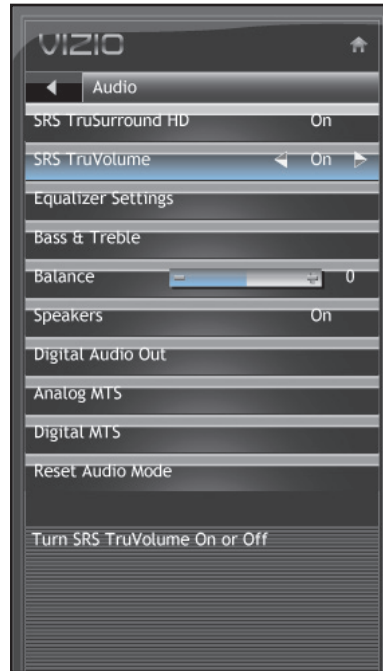 VIZIO
Audio
SRS TruSurround HD On
SRS TruVolume On
Equalizer Settings
Bass & Treble
Balance 0
Speakers On
Digital Audio Out
Analog MTS
Digital MTS
Reset Audio Mode
Turn SRS TruVolume On or Off